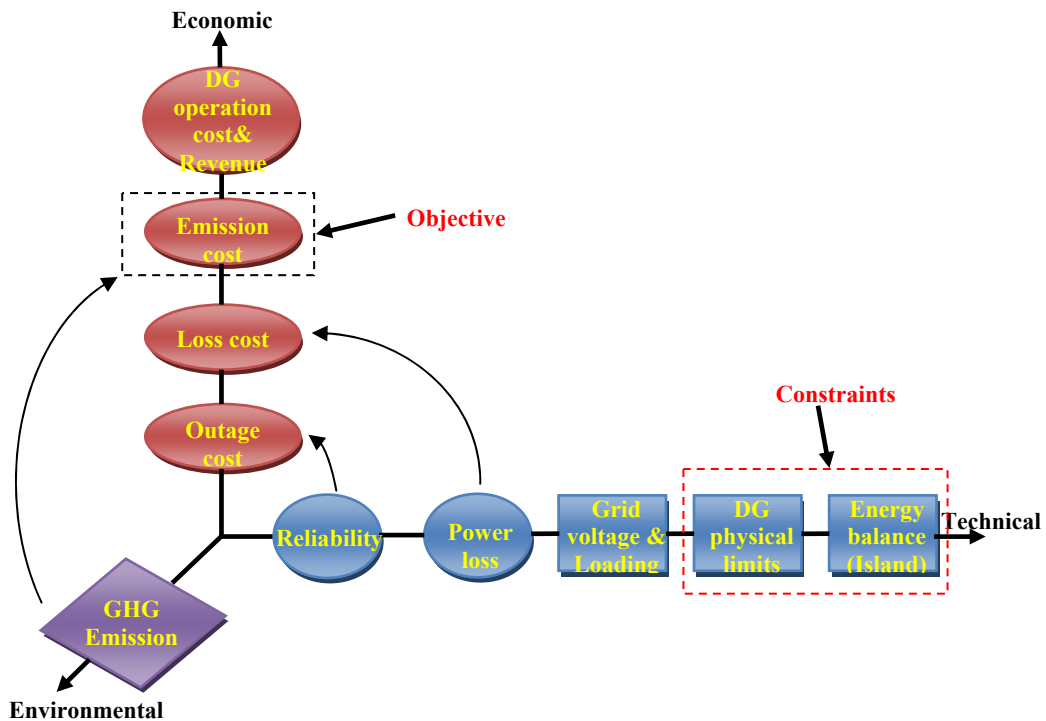 Economic
DG
operation
cost&
Revenue
Emission
cost
Objective
Loss cost
Constraints
Outage
cost
Reliability
Power
loss
Grid
voltage &
Loading
DG
physical
limits
Energy
balance
(Island)
Technical
GHG
Emission
Environmental